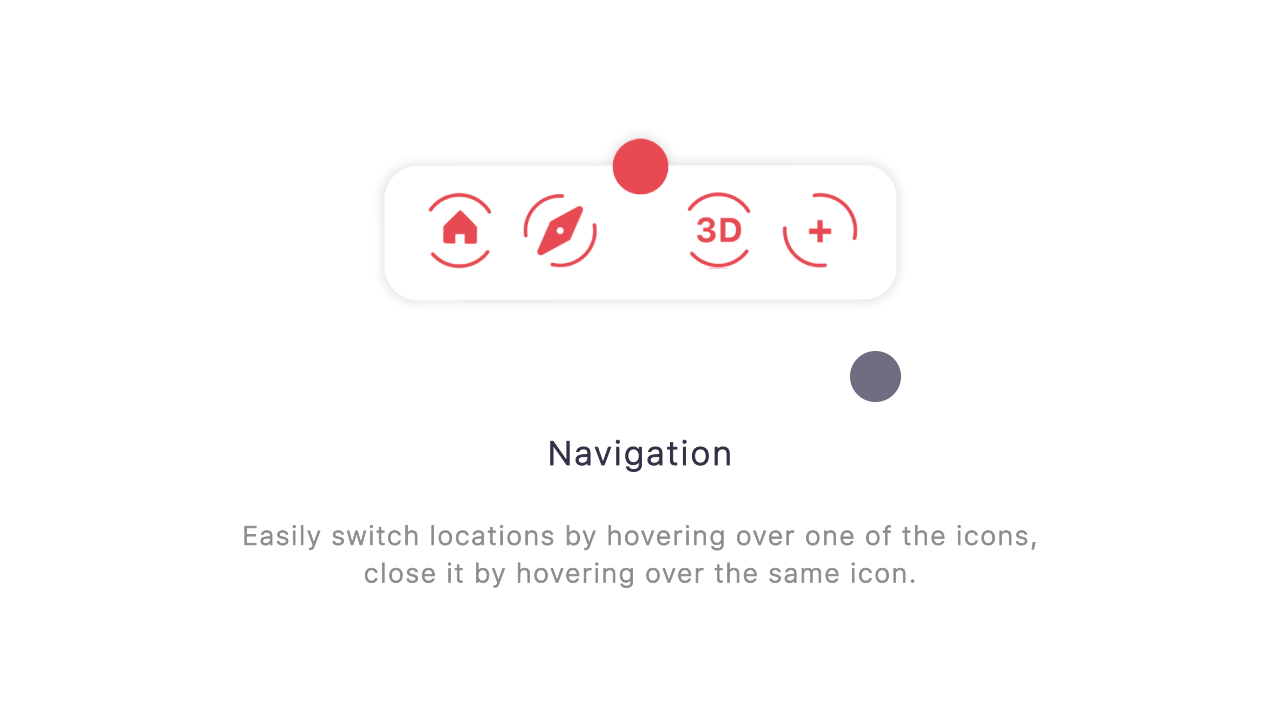 3D
Navigation
Easily switch locations by hovering over one of the icons,
close it by hovering over the same icon.